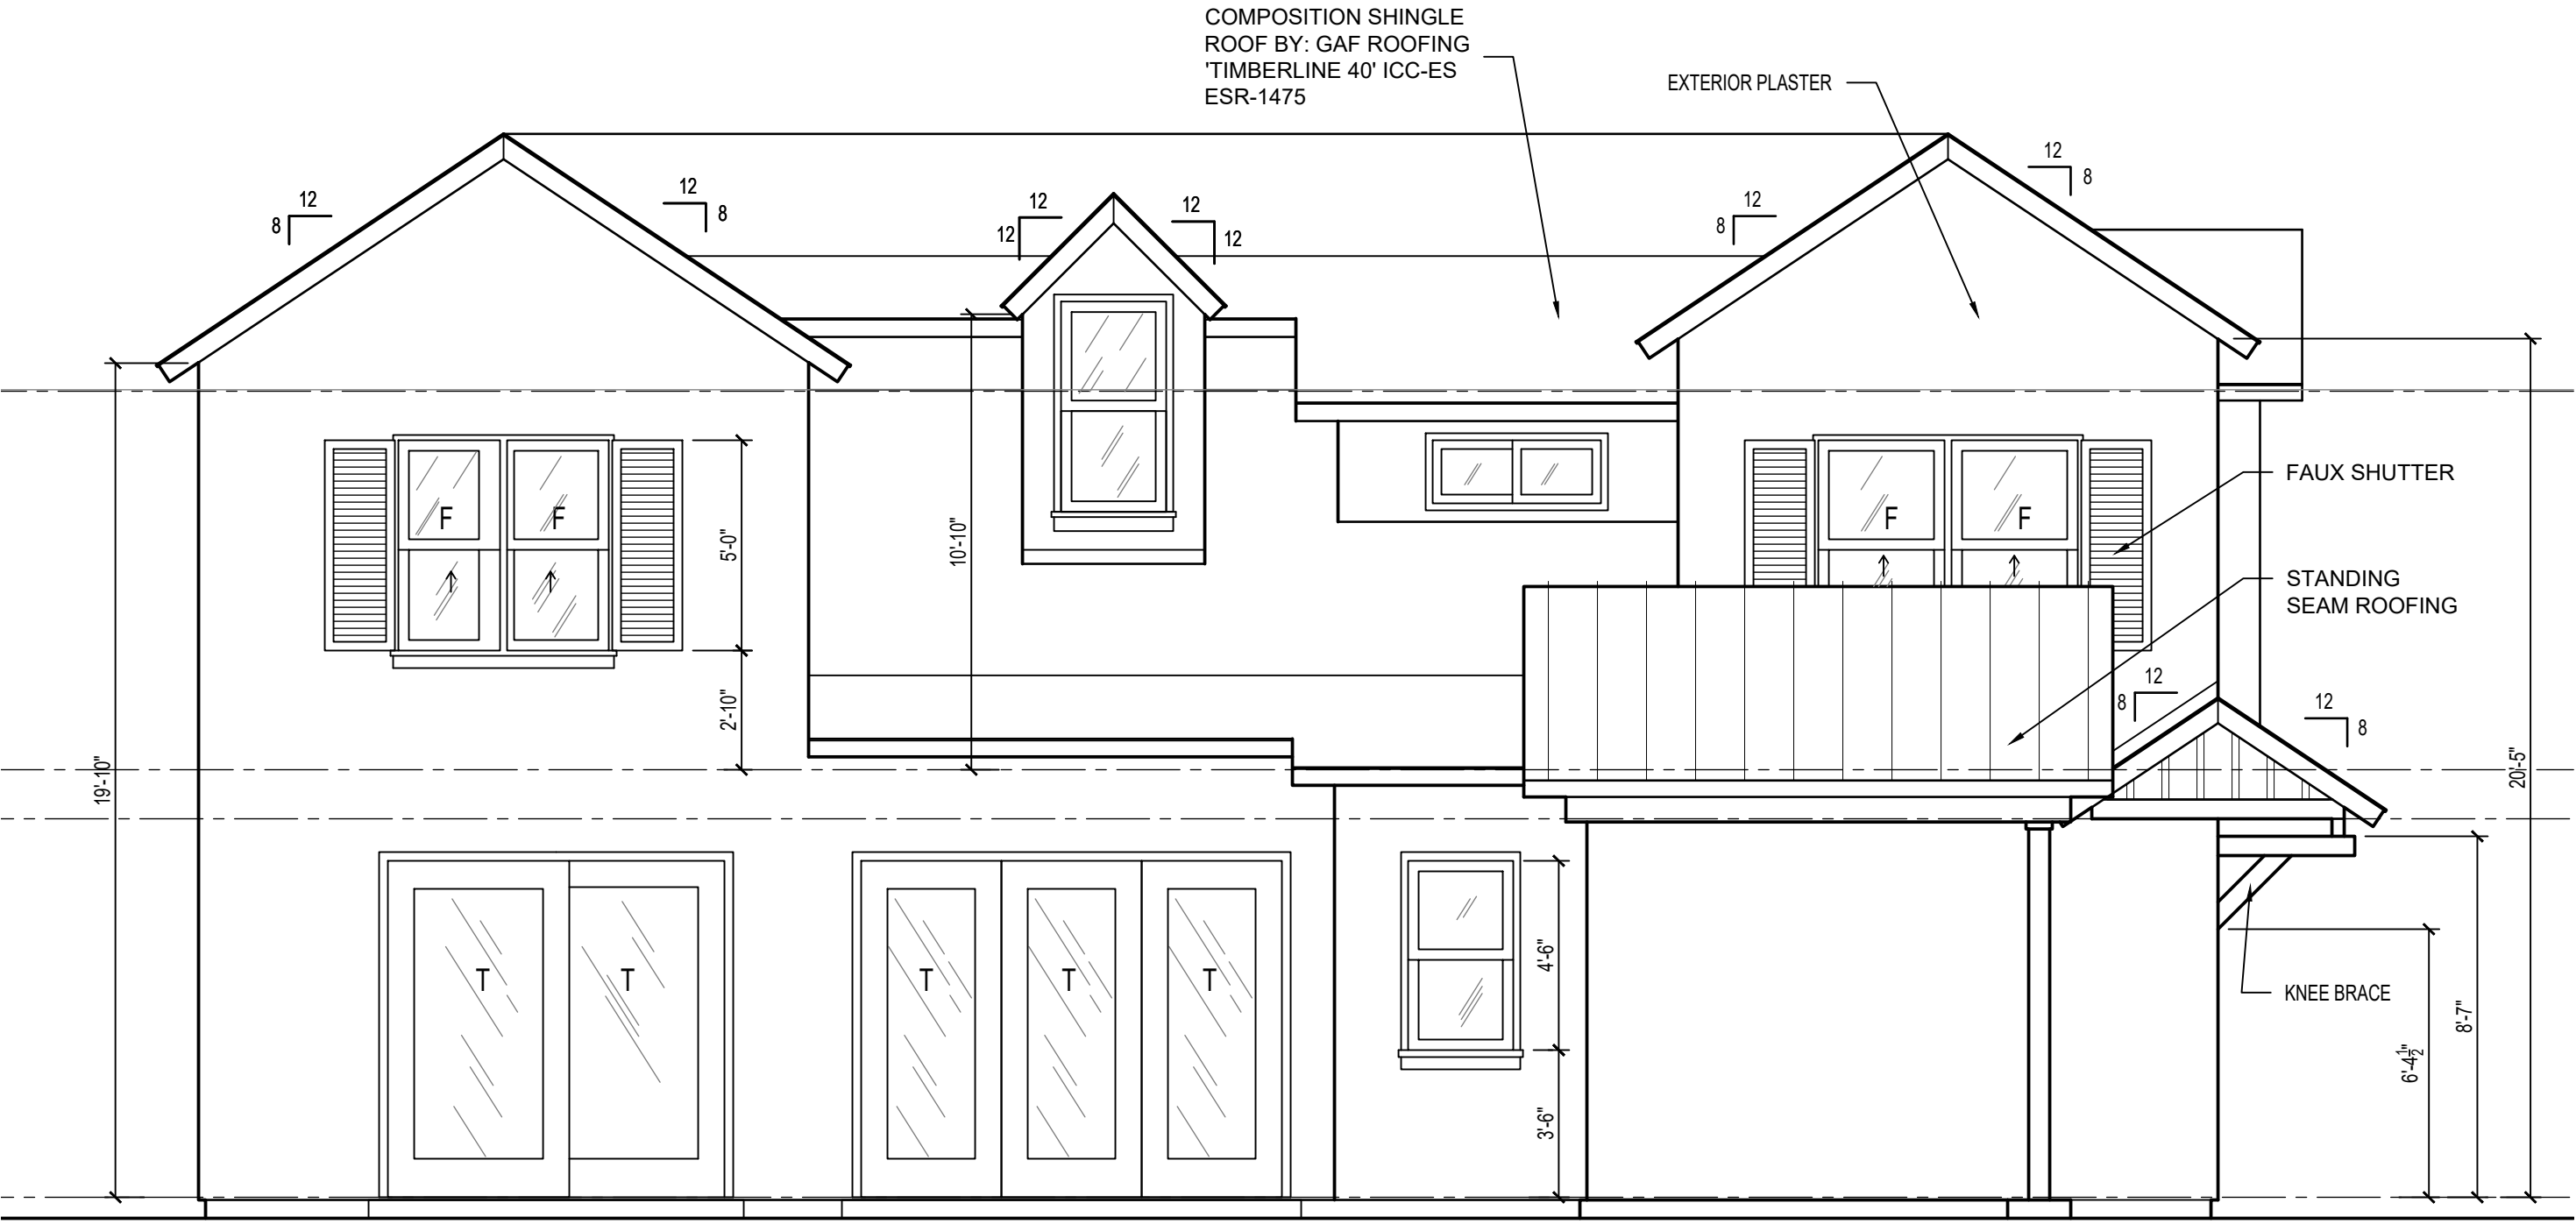 COMPOSITION SHINGLE
ROOF BY: GAF ROOFING
'TIMBERLINE 40' ICC-ES
ESR-1475
EXTERIOR PLASTER
12
8
12
8
12
12
12
12
12
8
12
8
F
F
F
F
5'-0"
2'-10"
10'-10"
19'-10"
FAUX SHUTTER
STANDING
SEAM ROOFING
12
8
12
8
20'-5"
T
T
T
T
T
4'-6"
3'-6"
KNEE BRACE
6'-4½"
8'-7"